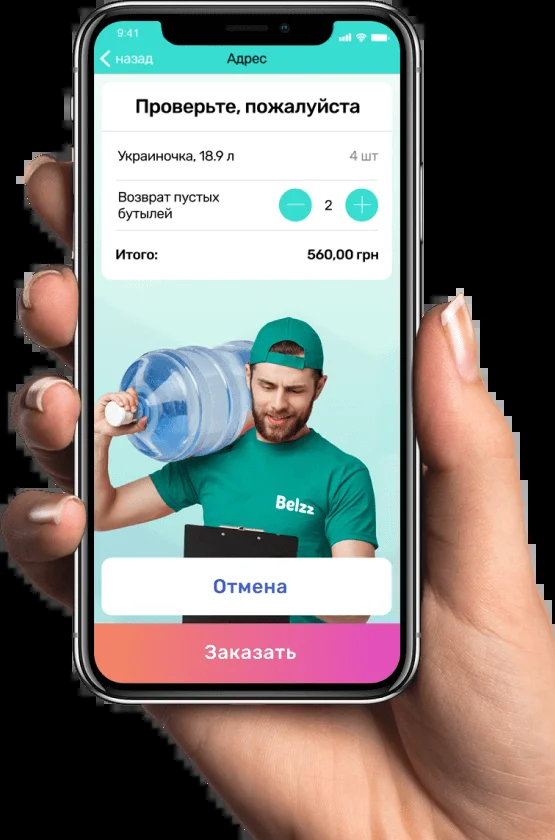 9:41
назад
Адрес
Проверьте, пожалуйста
Украиночка, 18.9 л 4 шт
Возврат пустых
бутылей
2
Итого: 560,00 грн
Belzz
Отмена
Заказать